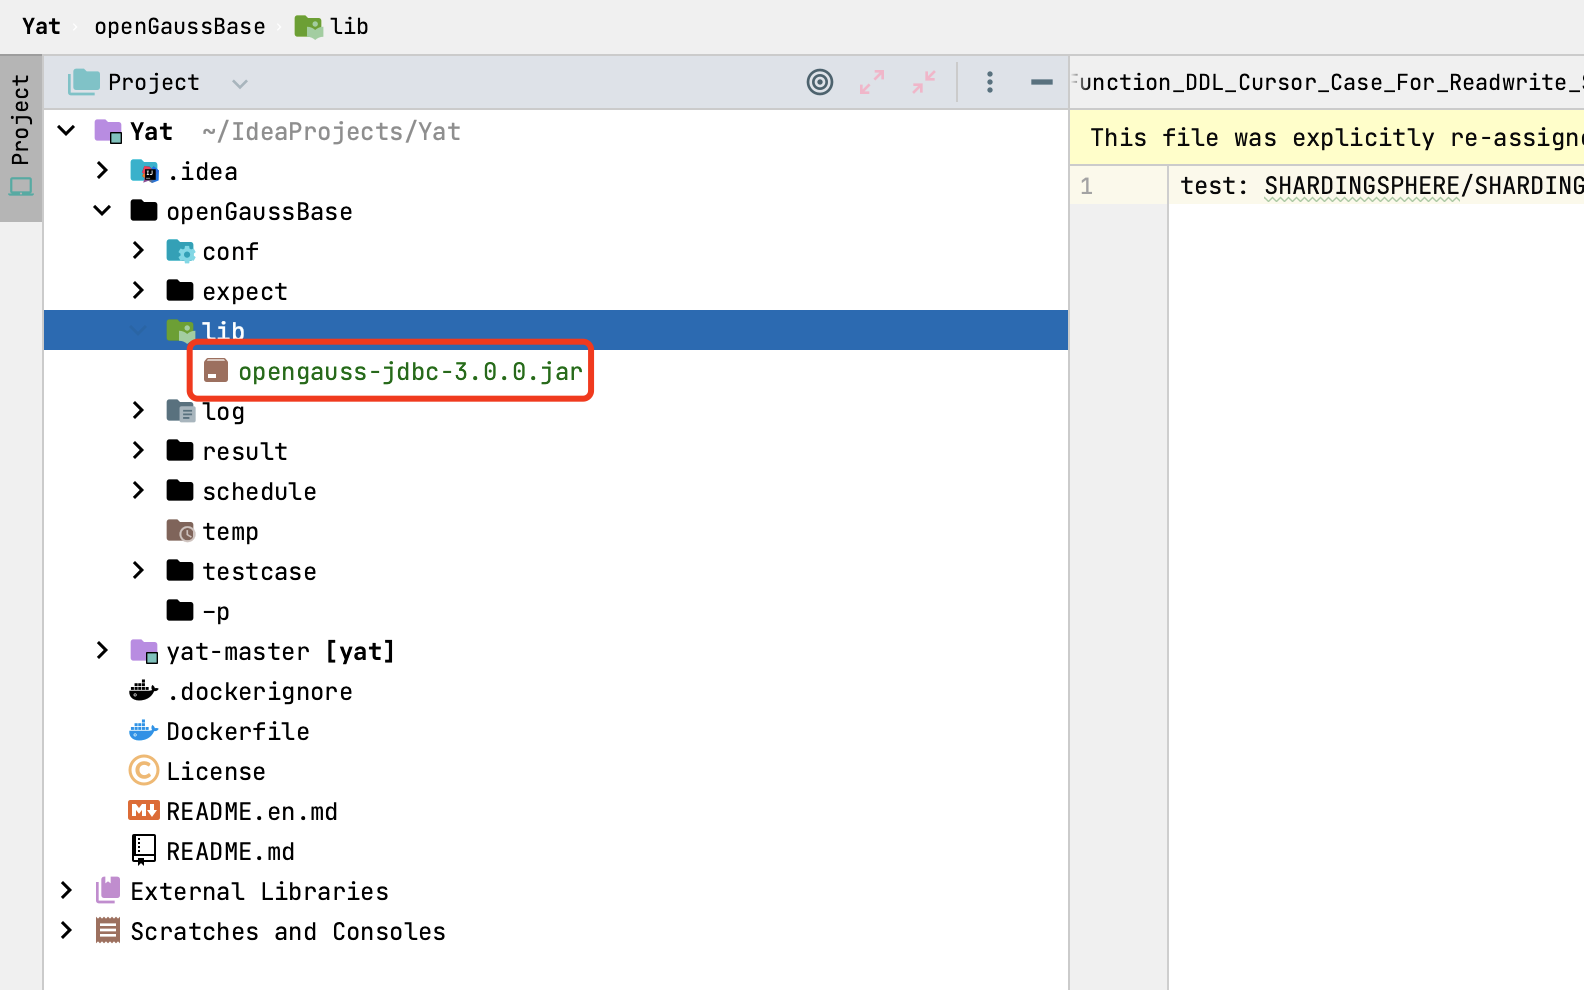 Yat openGaussBase lib
Project
Project
Yat ~/IdeaProjects/Yat
.idea
openGaussBase
conf
expect
lib
opengauss-jdbc-3.0.0.jar
log
result
schedule
temp
testcase
-p
yat-master [yat]
.dockerignore
Dockerfile
License
README.en.md
README.md
External Libraries
Scratches and Consoles
unction_DDL_Cursor_Case_For_Readwrite_
This file was explicitly re-assign
1 test: SHARDINGSPHERE/SHARDING